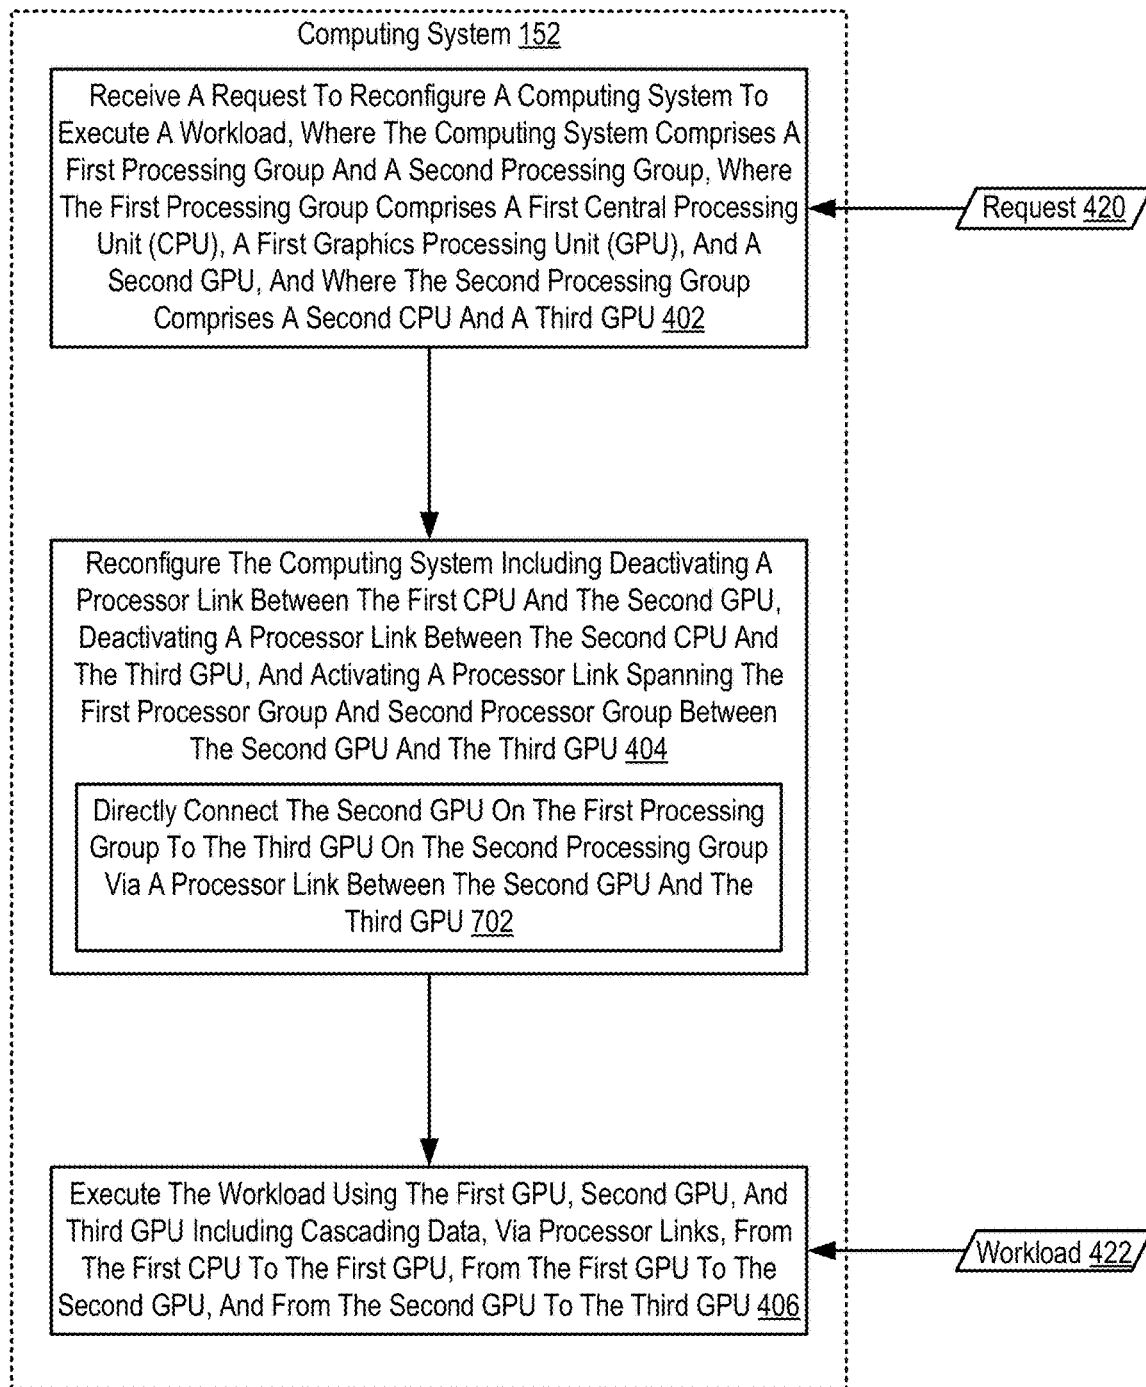 Computing System 152
Receive A Request To Reconfigure A Computing System To
Execute A Workload, Where The Computing System Comprises A
First Processing Group And A Second Processing Group, Where
The First Processing Group Comprises A First Central Processing
Unit (CPU), A First Graphics Processing Unit (GPU), And A
Second GPU, And Where The Second Processing Group
Comprises A Second CPU And A Third GPU 402
Request 420
Reconfigure The Computing System Including Deactivating A
Processor Link Between The First CPU And The Second GPU,
Deactivating A Processor Link Between The Second CPU And
The Third GPU, And Activating A Processor Link Spanning The
First Processor Group And Second Processor Group Between
The Second GPU And The Third GPU 404
Directly Connect The Second GPU On The First Processing
Group To The Third GPU On The Second Processing Group
Via A Processor Link Between The Second GPU And The
Third GPU 702
Execute The Workload Using The First GPU, Second GPU, And
Third GPU Including Cascading Data, Via Processor Links, From
The First CPU To The First GPU, From The First GPU To The
Second GPU, And From The Second GPU To The Third GPU 406
Workload 422